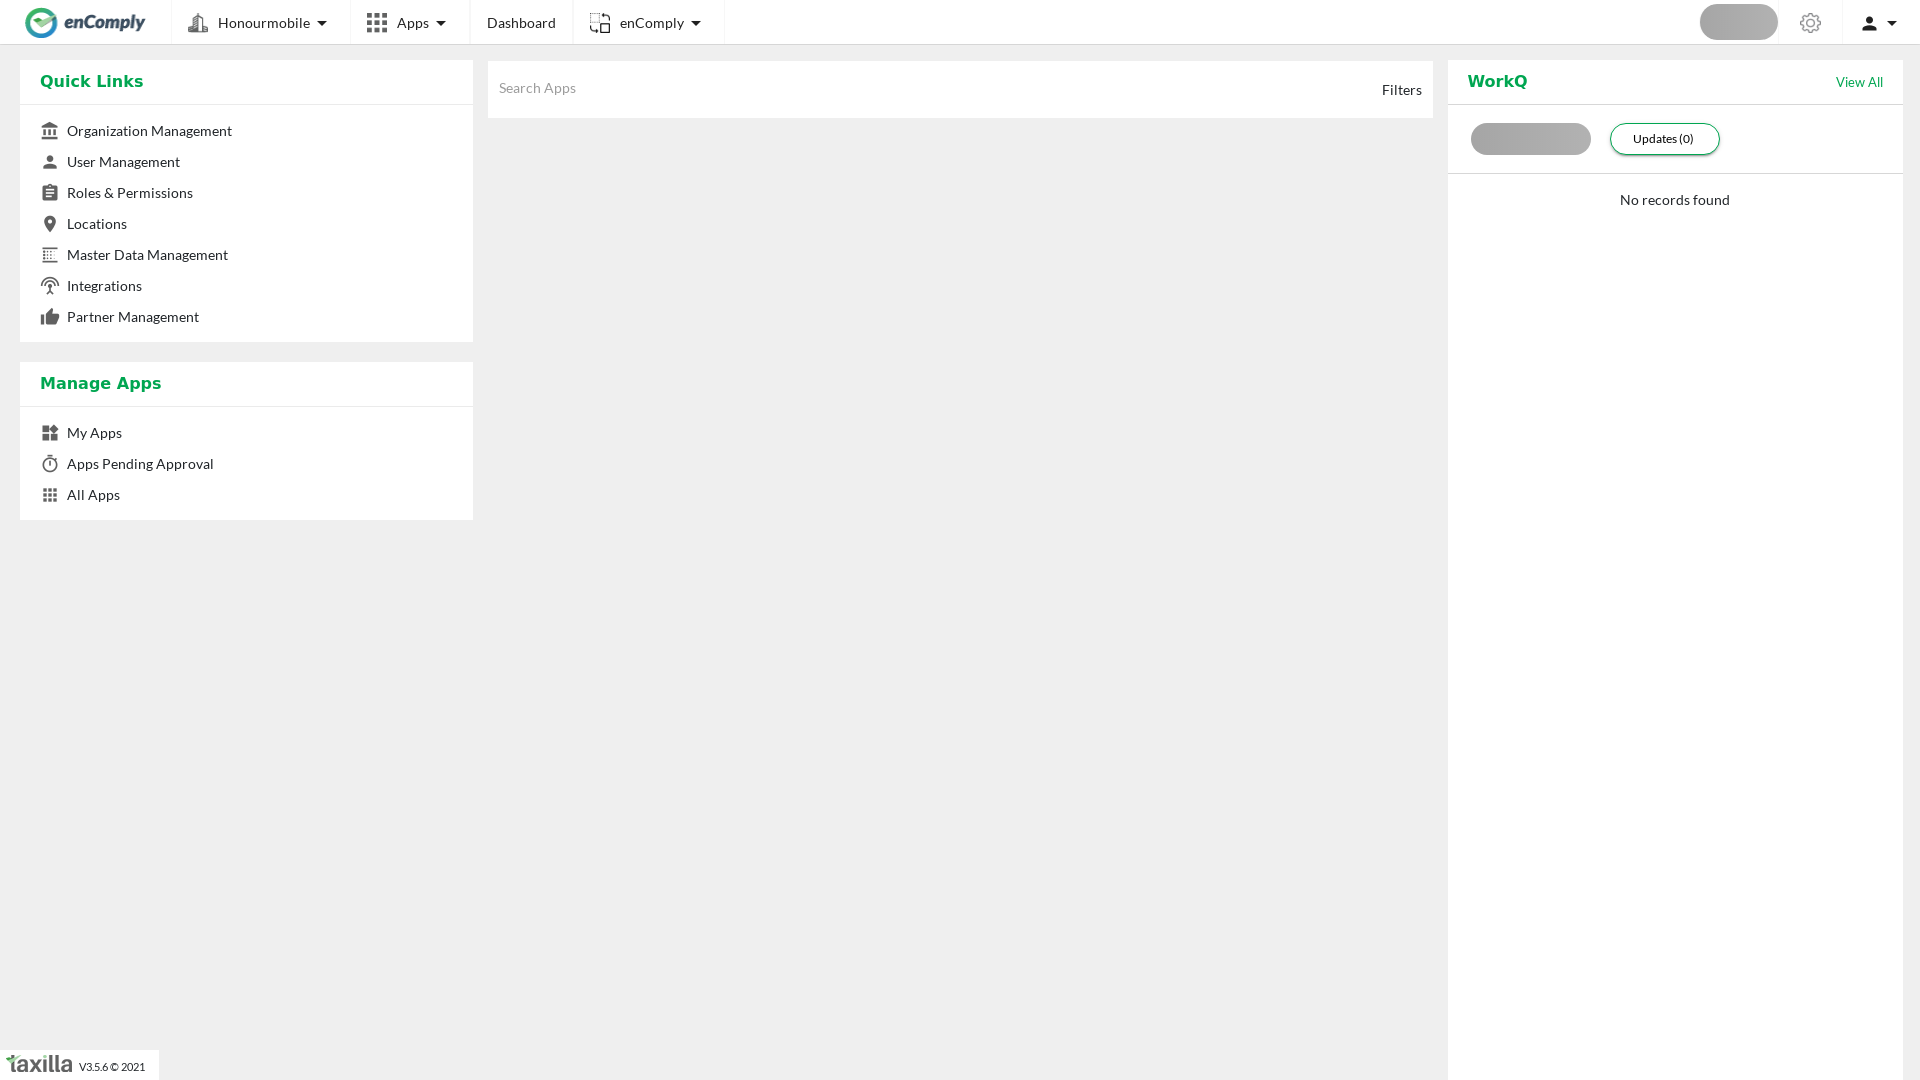 enComply
Honourmobile
Apps
Dashboard
enComply
Quick Links
Organization Management
User Management
Roles & Permissions
Locations
Master Data Management
Integrations
Partner Management
Manage Apps
My Apps
Apps Pending Approval
All Apps
Search Apps
Filters
WorkQ
View All
Updates (0)
No records found
taxilla V3.5.6 © 2021